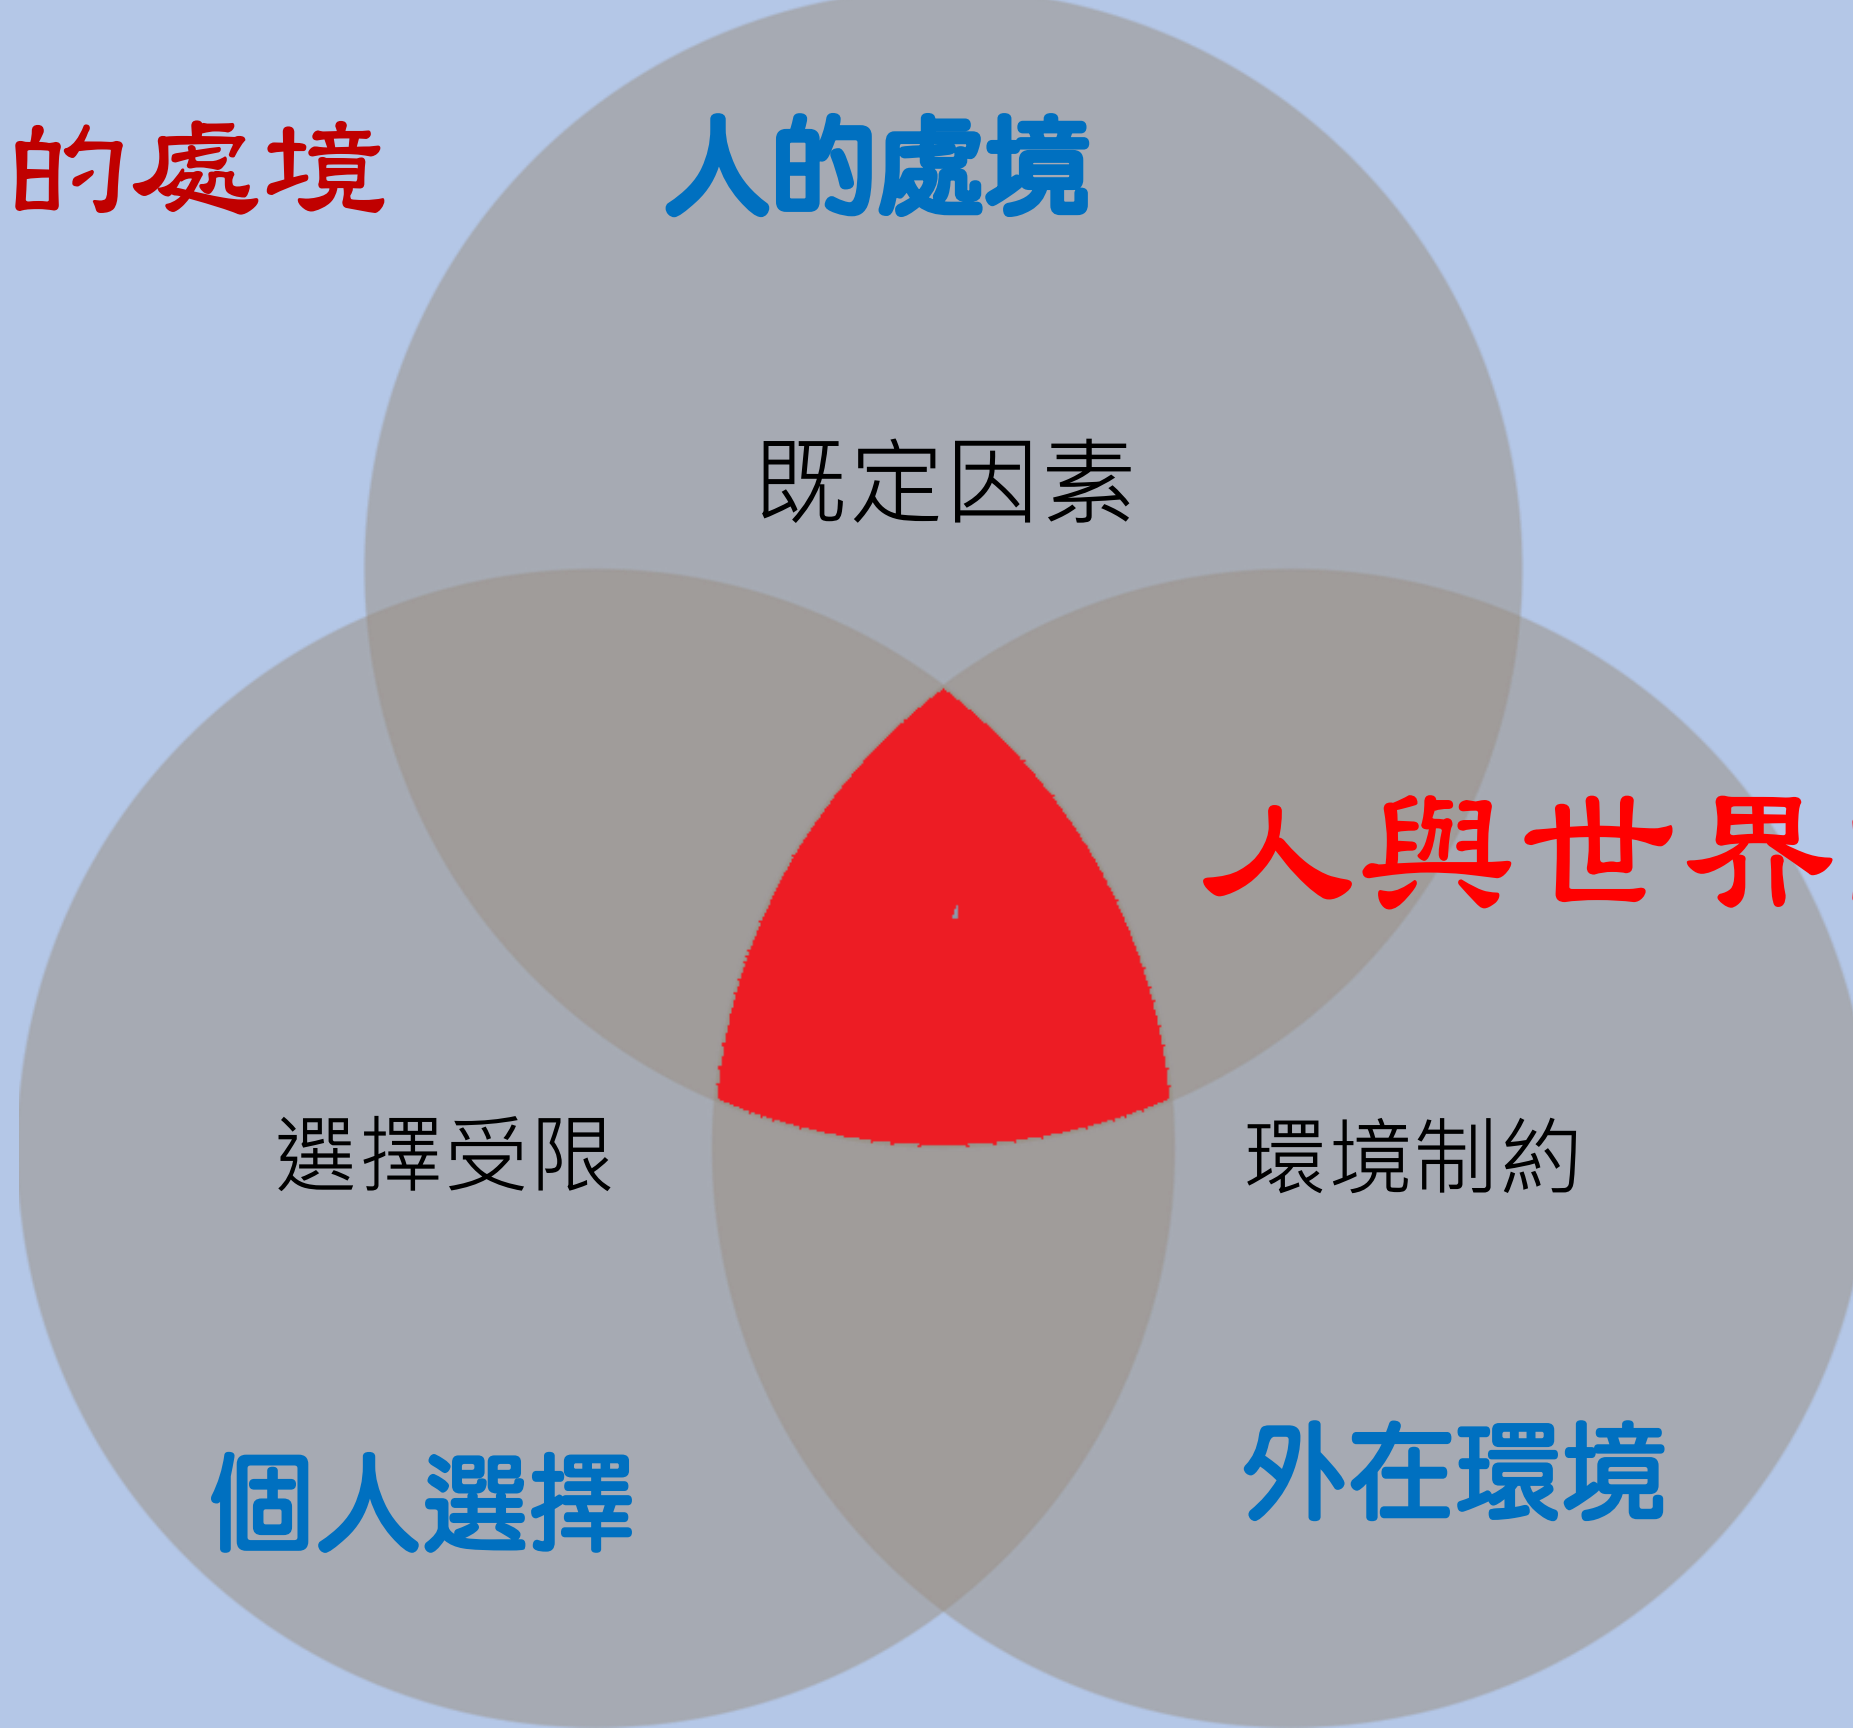 的處境
人的處境
既定因素
人與世界
選擇受限
環境制約
個人選擇
外在環境